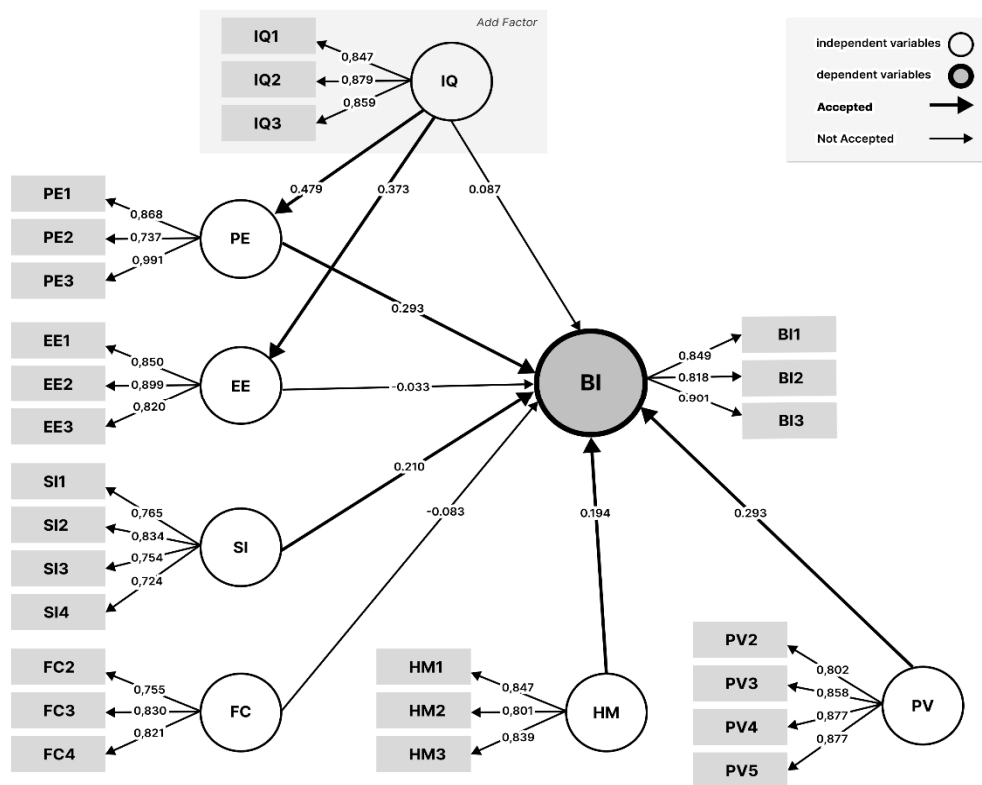 Add Factor
IQ1
IQ2
IQ3
0,847
0,879
0,859
IQ
independent variables
dependent variables
Accepted
Not Accepted
0.479
0.373
0.087
PE1
PE2
PE3
0,868
0,737
0,991
PE
0.293
EE1
EE2
EE3
0,850
0,899
0,820
EE
-0.033
BI
0,849
0,818
0,901
BI1
BI2
BI3
SI1
SI2
SI3
SI4
0,765
0,834
0,754
0,724
SI
0.210
-0.083
0.194
0.293
FC2
FC3
FC4
0,755
0,830
0,821
FC
HM1
HM2
HM3
0,847
0,801
0,839
HM
PV2
PV3
PV4
PV5
0,802
0,858
0,877
0,877
PV